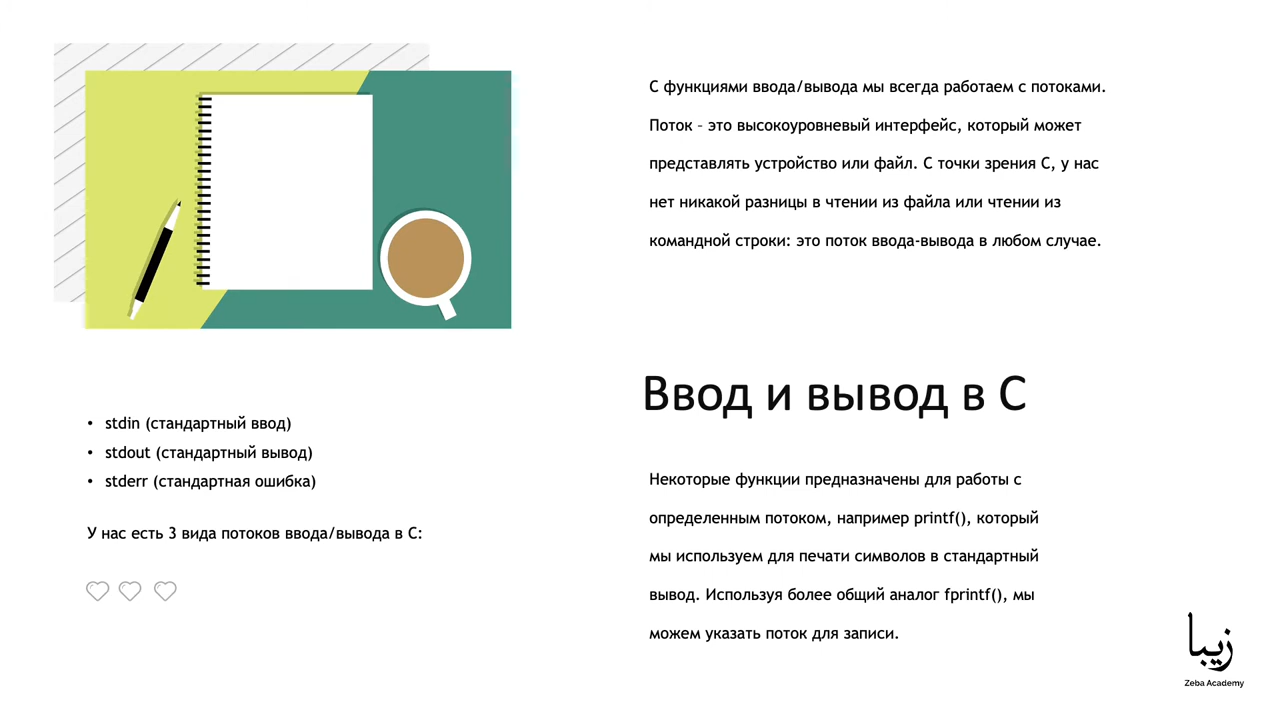 С функциями ввода/вывода мы всегда работаем с потоками.
Поток – это высокоуровневый интерфейс, который может
представлять устройство или файл. С точки зрения С, у нас
нет никакой разницы в чтении из файла или чтении из
командной строки: это поток ввода-вывода в любом случае.
Ввод и вывод в С
• stdin (стандартный ввод)
• stdout (стандартный вывод)
• stderr (стандартная ошибка)
У нас есть 3 вида потоков ввода/вывода в С:
Некоторые функции предназначены для работы с
определенным потоком, например printf(), который
мы используем для печати символов в стандартный
вывод. Используя более общий аналог fprintf(), мы
можем указать поток для записи.
زیبا
Zeba Academy